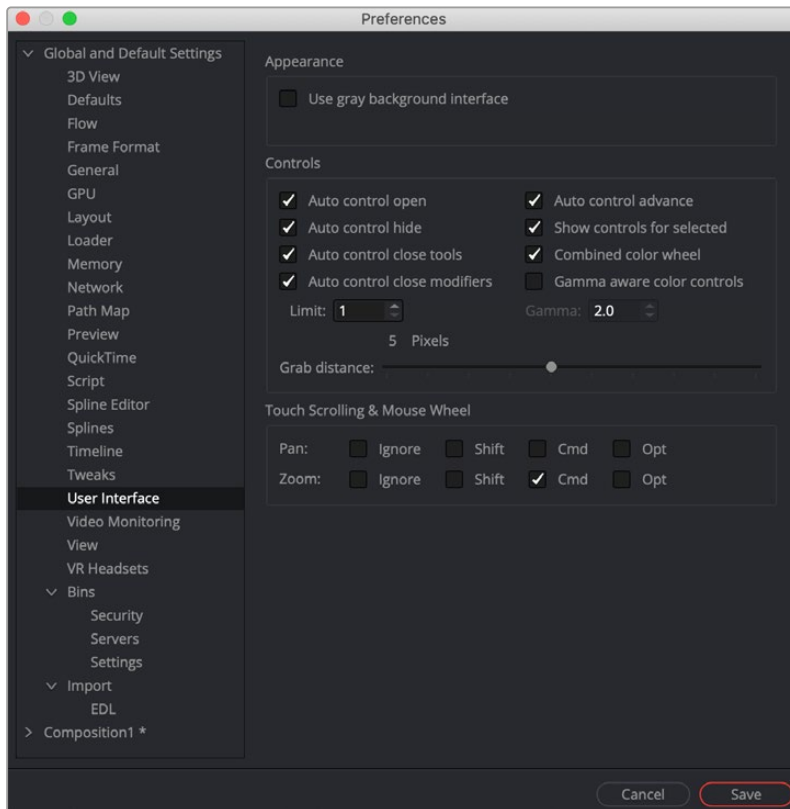 Preferences
Global and Default Settings
3D View
Defaults
Flow
Frame Format
General
GPU
Layout
Loader
Memory
Network
Path Map
Preview
QuickTime
Script
Spline Editor
Splines
Timeline
Tweaks
User Interface
Video Monitoring
View
VR Headsets
Bins
Security
Servers
Settings
Import
EDL
Composition1 *
Appearance
Use gray background interface
Controls
Auto control open
Auto control advance
Auto control hide
Show controls for selected
Auto control close tools
Combined color wheel
Auto control close modifiers
Gamma aware color controls
Limit: 1
Gamma: 2.0
5 Pixels
Grab distance:
Touch Scrolling & Mouse Wheel
Pan: Ignore Shift Cmd Opt
Zoom: Ignore Shift Cmd Opt
Cancel Save